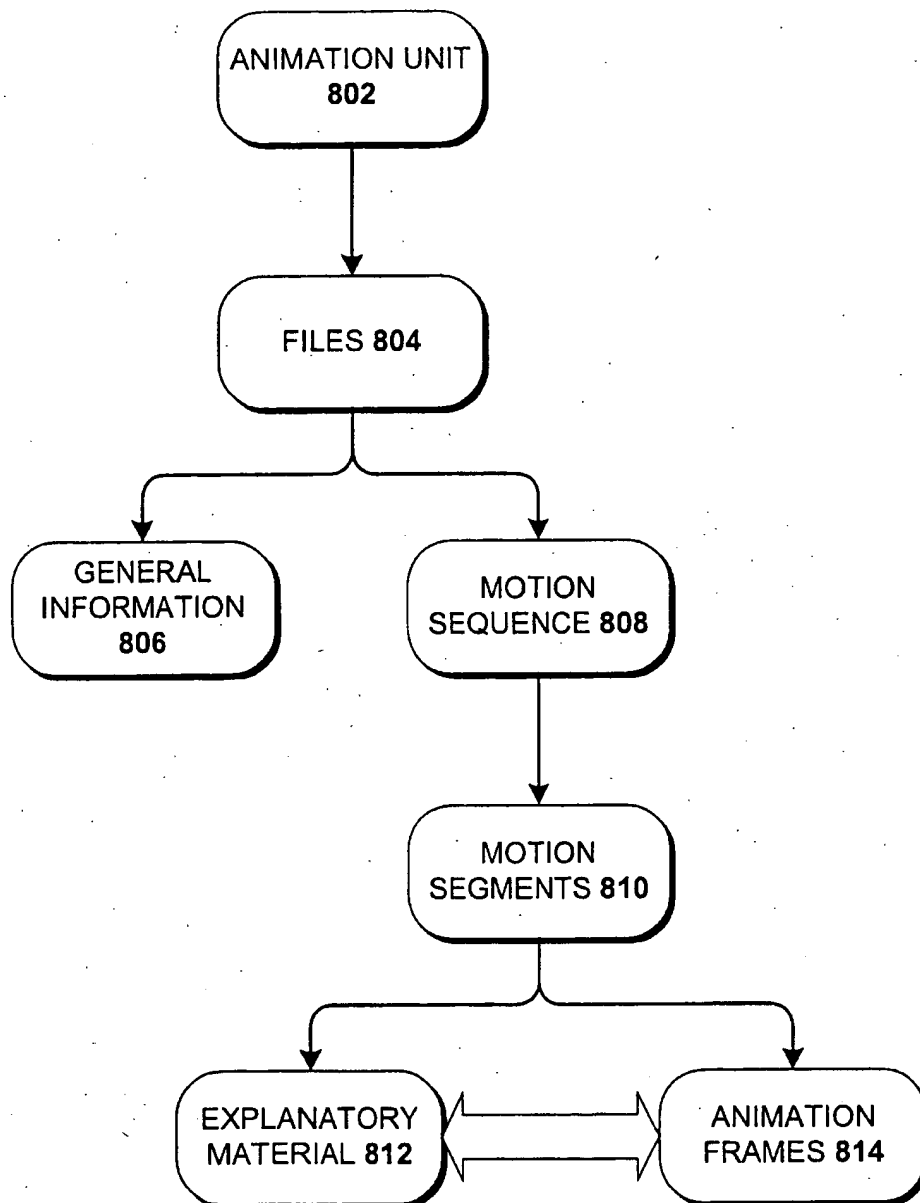 ANIMATION UNIT
802
FILES 804
GENERAL
INFORMATION
806
MOTION
SEQUENCE 808
MOTION
SEGMENTS 810
EXPLANATORY
MATERIAL 812
ANIMATION
FRAMES 814